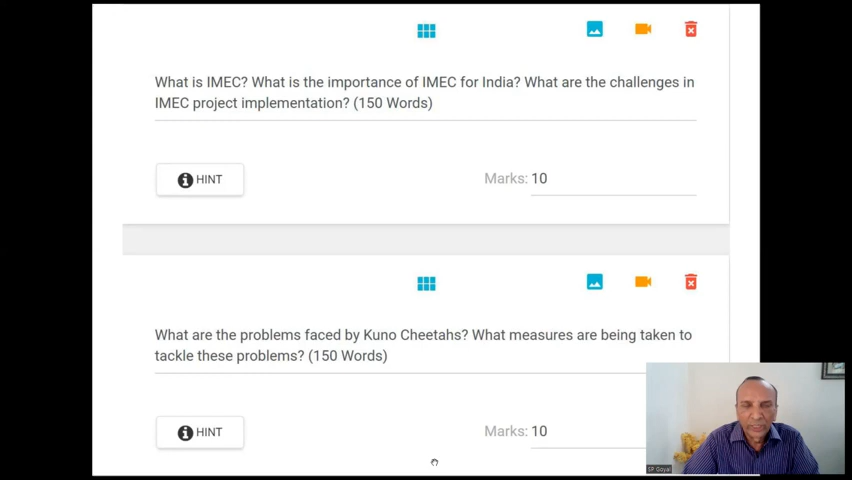 What is IMEC? What is the importance of IMEC for India? What are the challenges in
IMEC project implementation? (150 Words)
HINT
Marks: 10
What are the problems faced by Kuno Cheetahs? What measures are being taken to
tackle these problems? (150 Words)
HINT
Marks: 10
SP Goyal